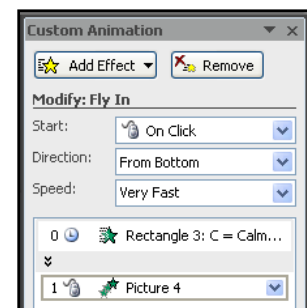 Custom Animation
Add Effect Remove
Modify: Fly In
Start: On Click
Direction: From Bottom
Speed: Very Fast
0 Rectangle 3: C = Calm...
1 Picture 4